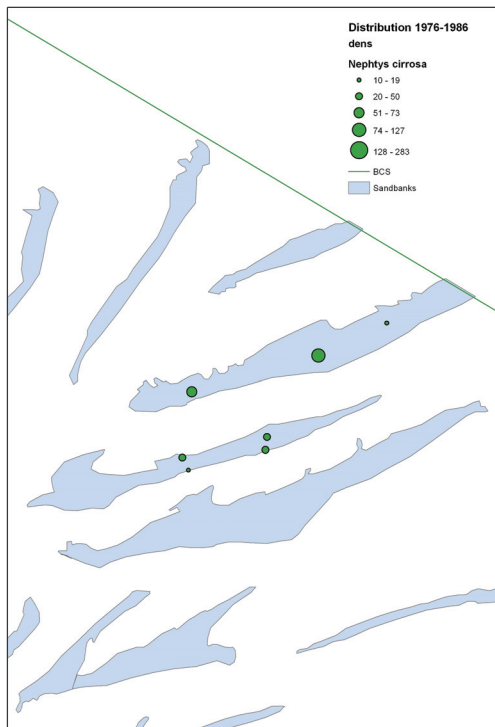 Distribution 1976-1986
dens
Nephtys cirrosa
10 - 19
20 - 50
51 - 73
74 - 127
128 - 283
BCS
Sandbanks